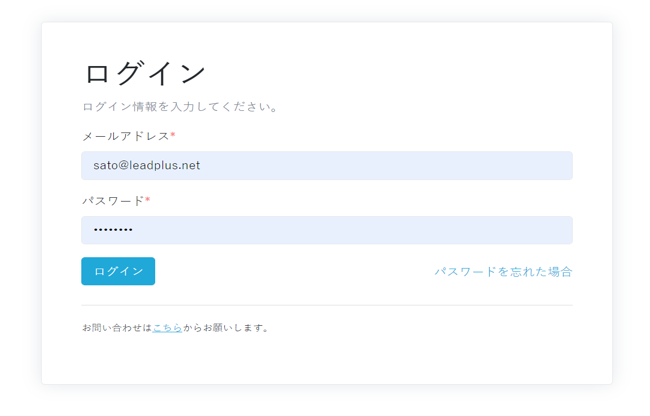 ログイン
ログイン情報を入力してください。
メールアドレス*
sato@leadplus.net
パスワード*
••••••••
ログイン
パスワードを忘れた場合
お問い合わせはこちらからお願いします。